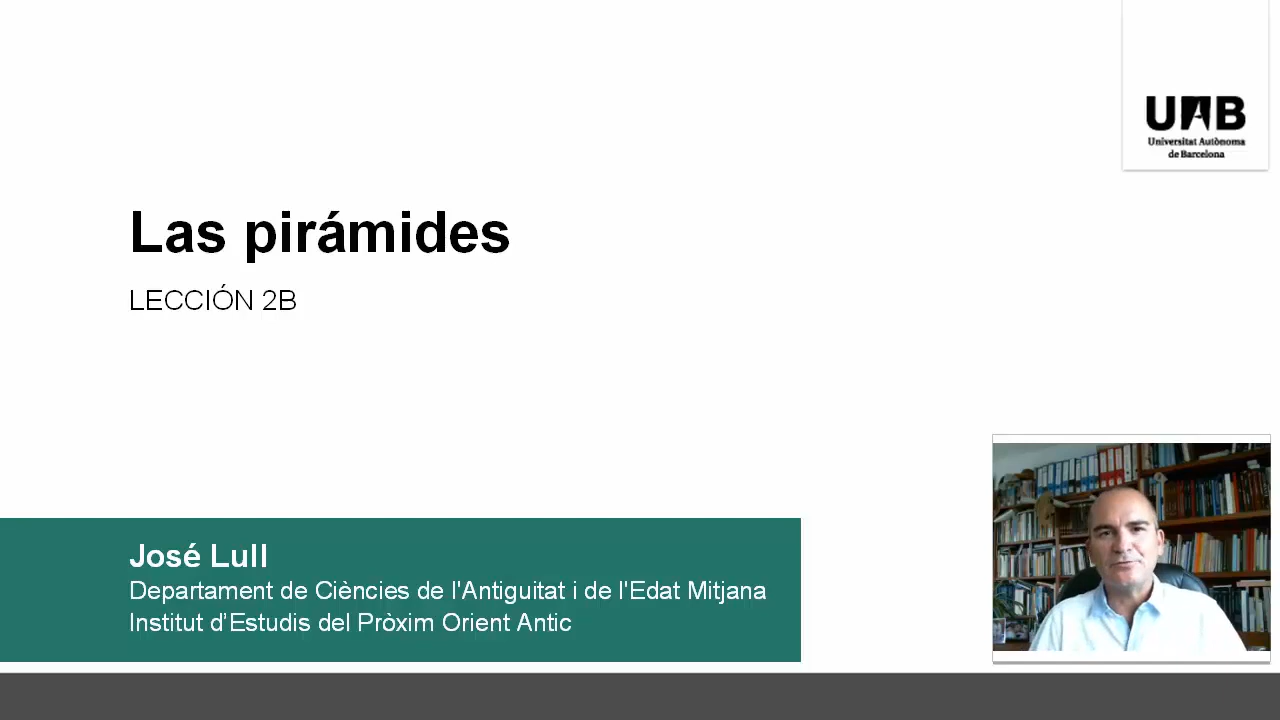 UAB
Universitat Autònoma
de Barcelona
Las pirámides
LECCIÓN 2B
José Lull
Departament de Ciències de l'Antiguitat i de l'Edat Mitjana
Institut d’Estudis del Pròxim Orient Antic